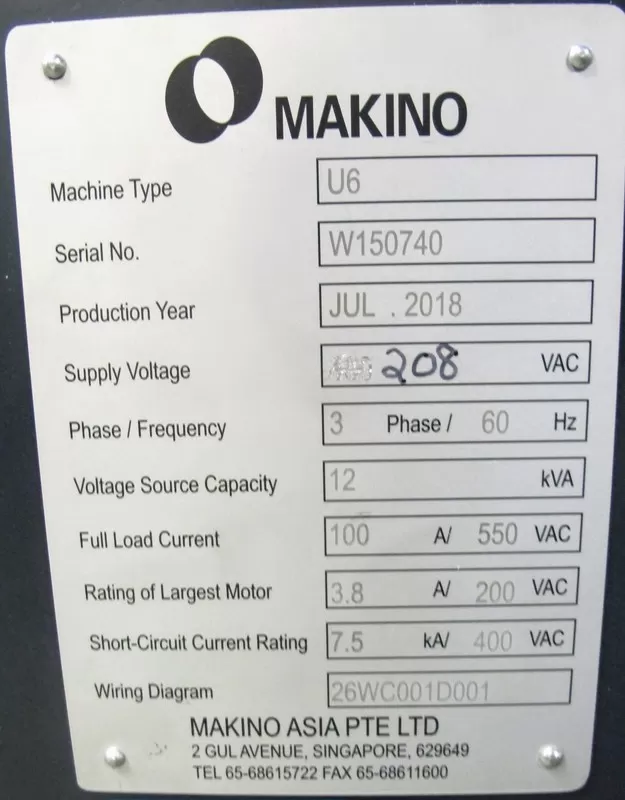 MAKINO
Machine Type U6
Serial No. W150740
Production Year JUL . 2018
Supply Voltage 208 VAC
Phase / Frequency 3 Phase / 60 Hz
Voltage Source Capacity 12 kVA
Full Load Current 100 A/ 550 VAC
Rating of Largest Motor 3.8 A/ 200 VAC
Short-Circuit Current Rating 7.5 kA/ 400 VAC
Wiring Diagram 26WC001D001
MAKINO ASIA PTE LTD
2 GUL AVENUE, SINGAPORE, 629649
TEL 65-68615722 FAX 65-68611600